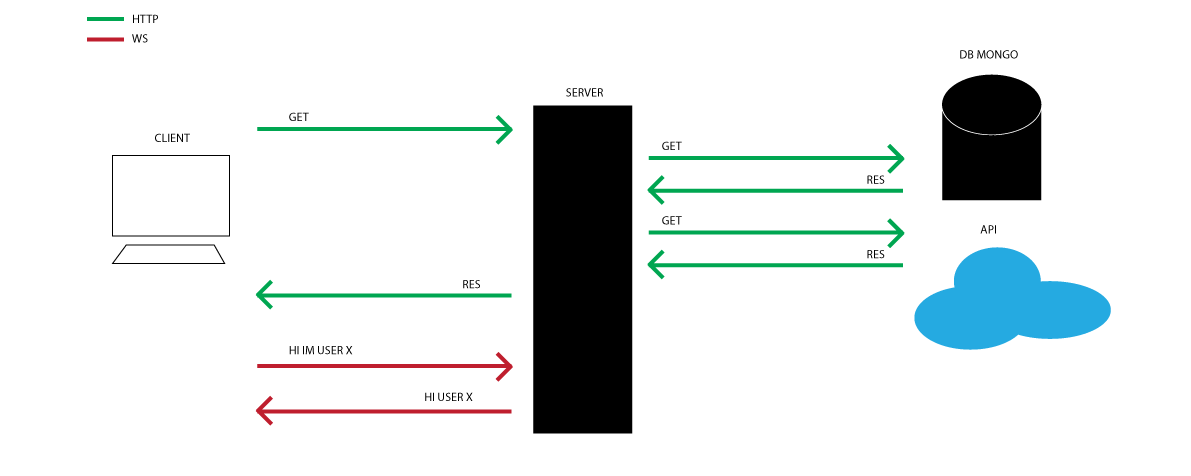 HTTP
WS
DB MONGO
SERVER
GET
CLIENT
GET
RES
GET
API
RES
RES
HI IM USER X
HI USER X